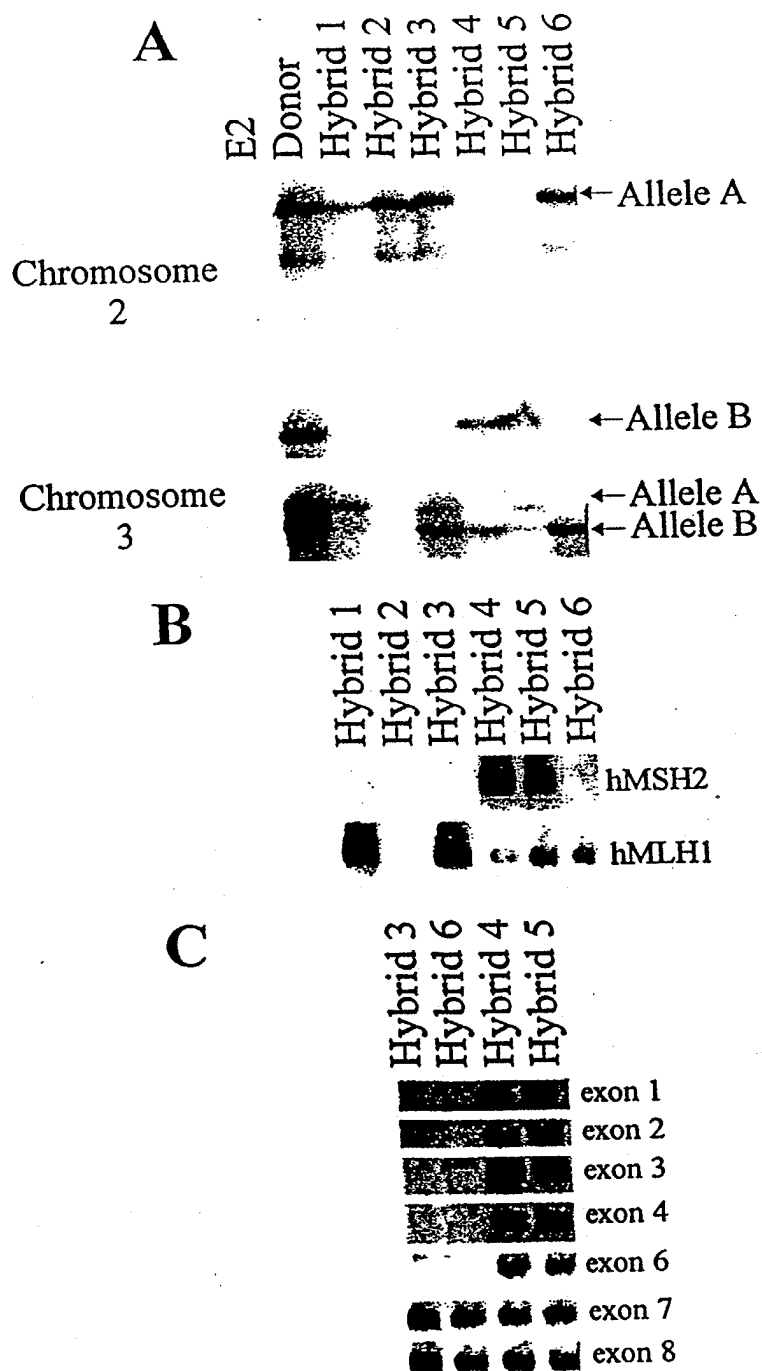 A
E2
Donor
Hybrid 1
Hybrid 2
Hybrid 3
Hybrid 4
Hybrid 5
Hybrid 6
←Allele A
Chromosome
2
←Allele B
Chromosome
3
←Allele A
←Allele B
B
Hybrid 1
Hybrid 2
Hybrid 3
Hybrid 4
Hybrid 5
Hybrid 6
hMSH2
hMLH1
C
Hybrid 3
Hybrid 6
Hybrid 4
Hybrid 5
exon 1
exon 2
exon 3
exon 4
exon 6
exon 7
exon 8